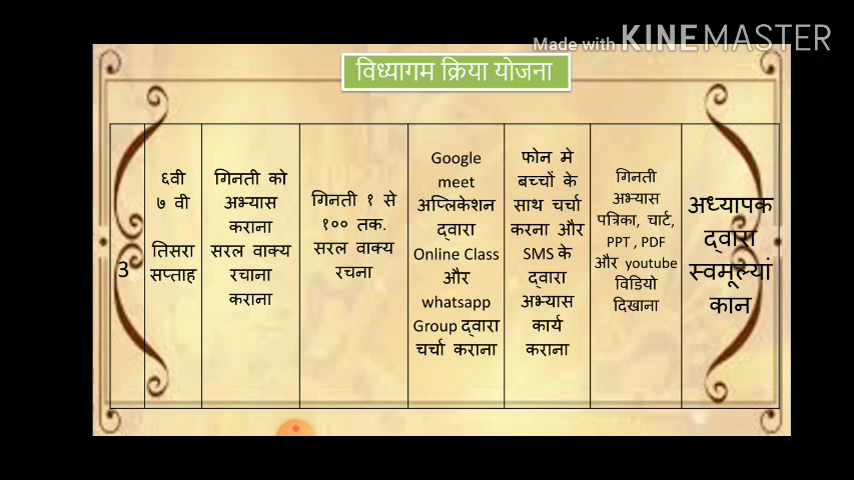 Made with KINEMASTER
विध्यागम क्रिया योजना
3
६वी
७ वी
तिसरा
सप्ताह
गिनती को
अभ्यास
कराना
सरल वाक्य
रचाना
कराना
गिनती १ से
१०० तक.
सरल वाक्य
रचना
Google
meet
अप्लिकेशन
द्वारा
Online Class
और
whatsapp
Group द्वारा
चर्चा कराना
फोन मे
बच्चों के
साथ चर्चा
करना और
SMS के
द्वारा
अभ्यास
कार्य
कराना
गिनती
अभ्यास
पत्रिका, चार्ट,
PPT , PDF
और youtube
विडियो
दिखाना
अध्यापक
द्वारा
स्वमूल्यां
कान